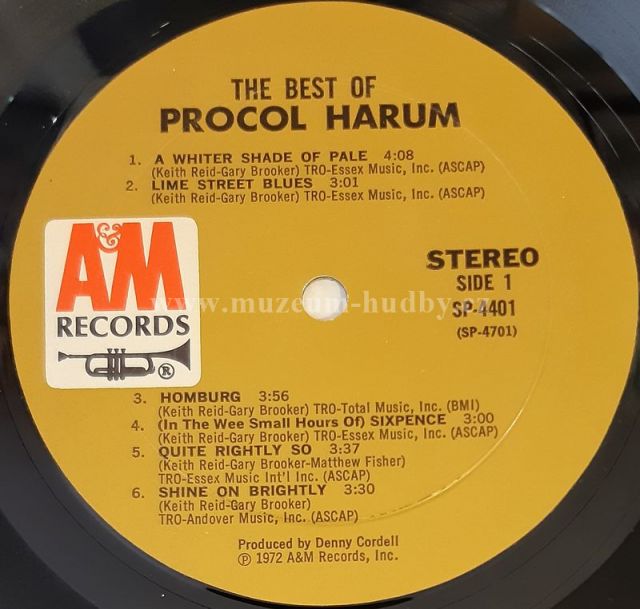 THE BEST OF
PROCOL HARUM
1. A WHITER SHADE OF PALE 4:08
(Keith Reid-Gary Brooker) TRO-Essex Music, Inc. (ASCAP)
2. LIME STREET BLUES 3:01
(Keith Reid-Gary Brooker) TRO-Essex Music, Inc. (ASCAP)
A&M
RECORDS
®
STEREO
SIDE 1
SP-4401
(SP-4701)
www.muzeum-hudby.cz
3. HOMBURG 3:56
(Keith Reid-Gary Brooker) TRO-Total Music, Inc. (BMI)
4. (In The Wee Small Hours Of) SIXPENCE 3:00
(Keith Reid-Gary Brooker) TRO-Essex Music, Inc. (ASCAP)
5. QUITE RIGHTLY SO 3:37
(Keith Reid-Gary Brooker-Matthew Fisher)
TRO-Essex Music Int'l Inc. (ASCAP)
6. SHINE ON BRIGHTLY 3:30
(Keith Reid-Gary Brooker)
TRO-Andover Music, Inc. (ASCAP)
Produced by Denny Cordell
℗ 1972 A&M Records, Inc.